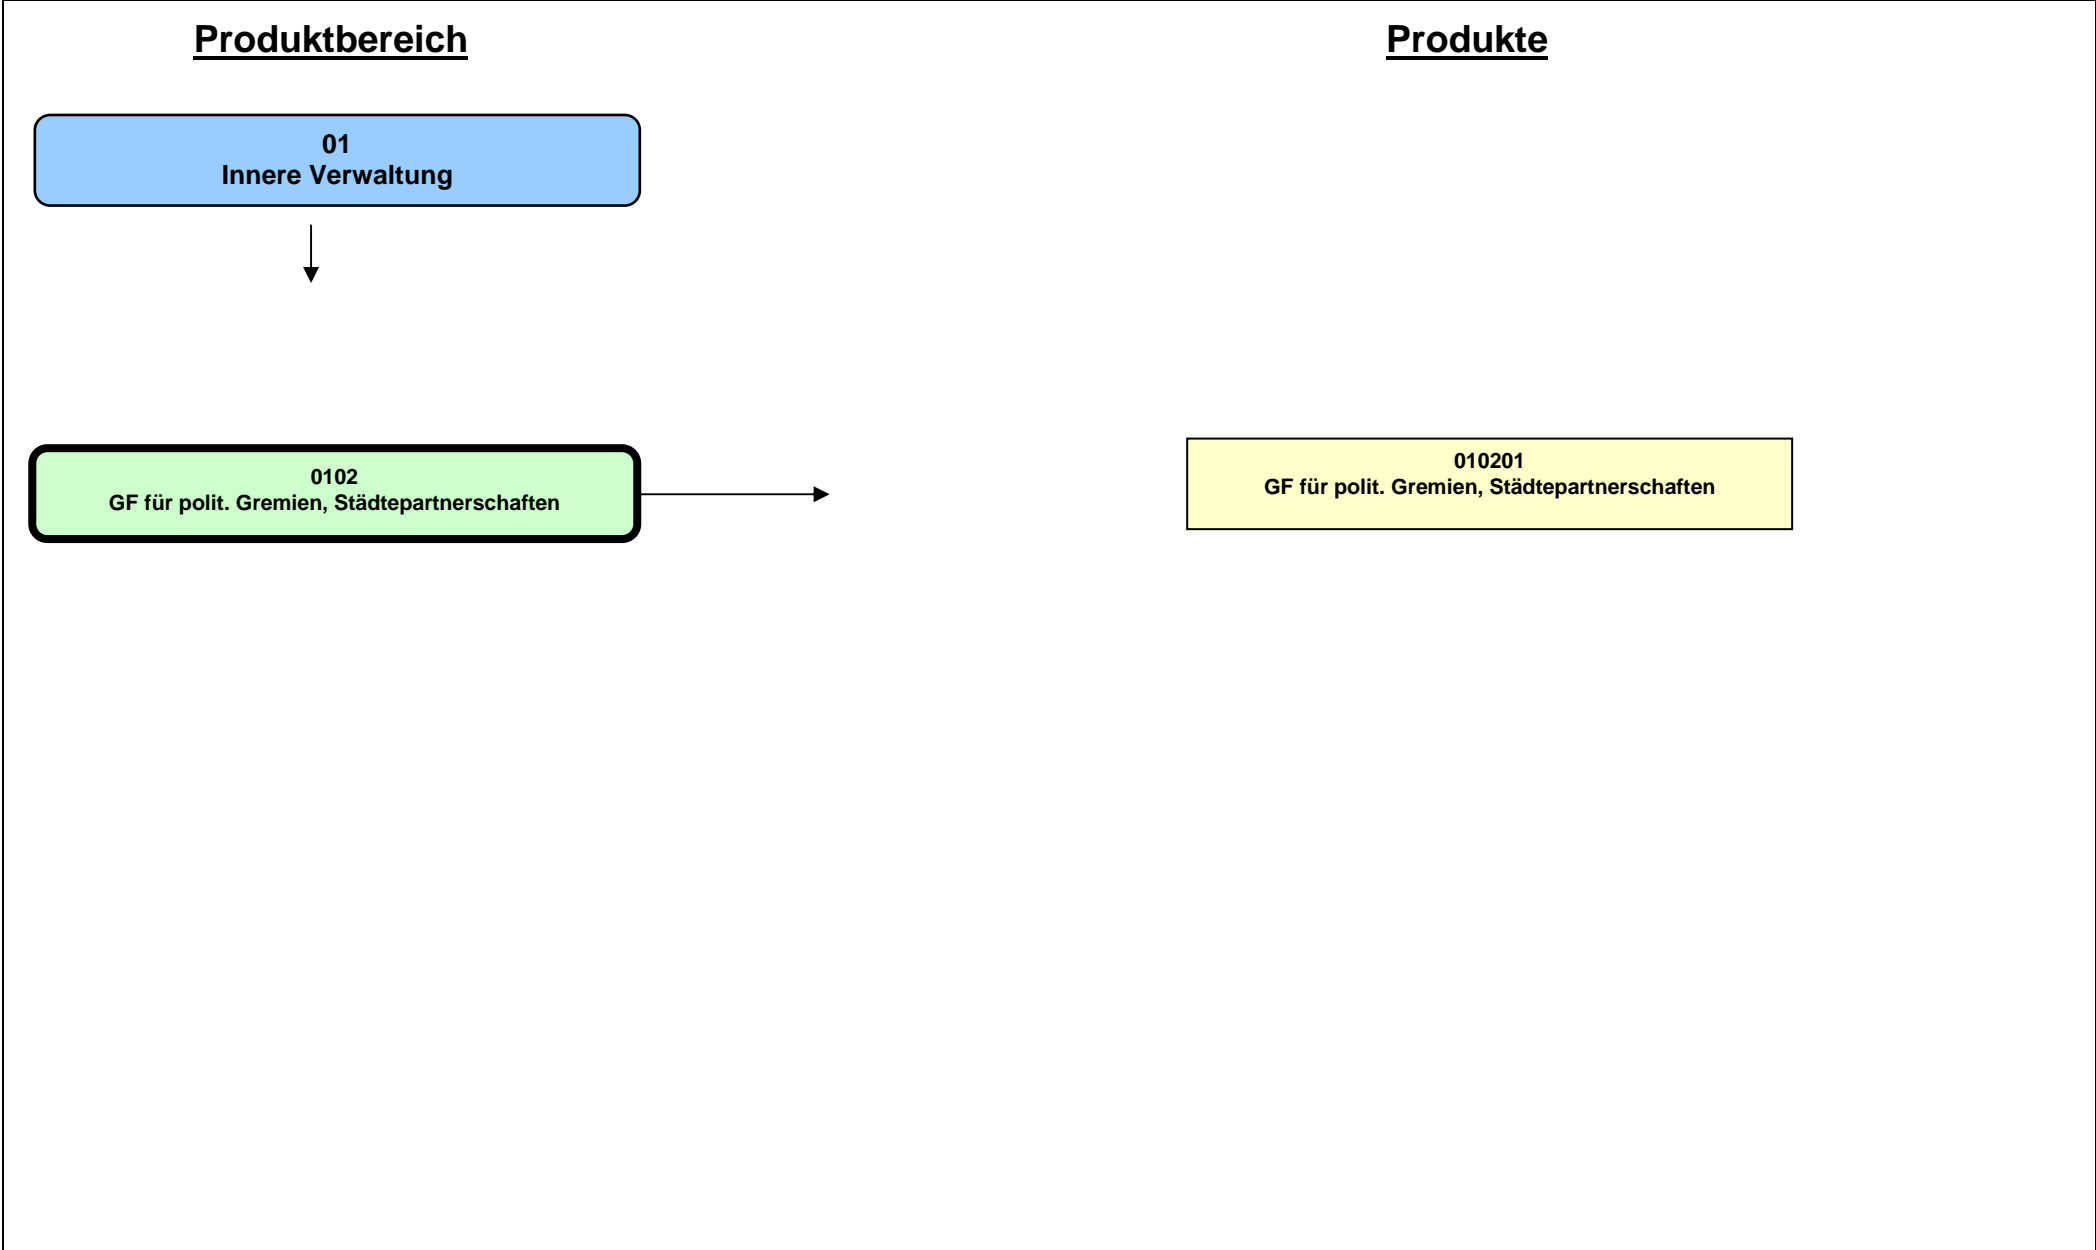 Produktbereich
Produkte
01
Innere Verwaltung
0102
GF für polit. Gremien, Städtepartnerschaften
010201
GF für polit. Gremien, Städtepartnerschaften